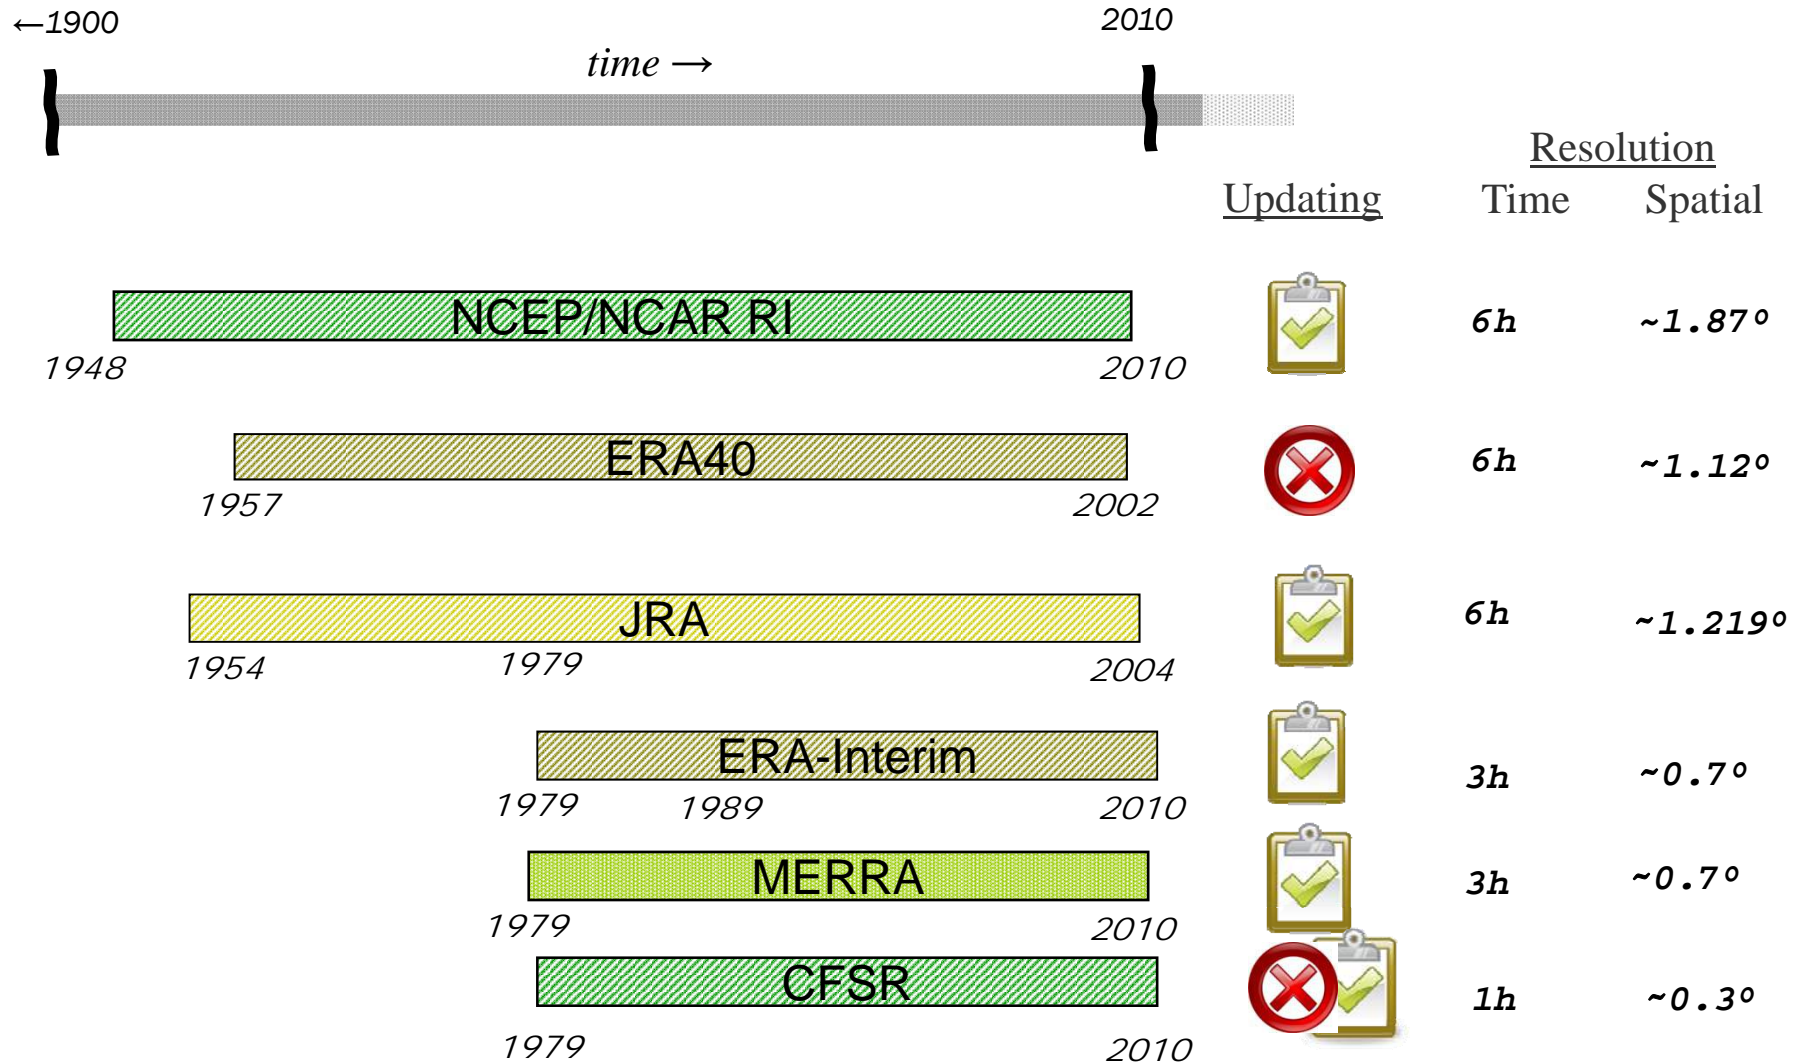 ←1900
2010
time →
Resolution
Updating
Time
Spatial
NCEP/NCAR RI
6h
~1.87º
1948
2010
ERA40
6h
~1.12º
1957
2002
JRA
6h
~1.219º
1954
1979
2004
ERA-Interim
3h
~0.7º
1979
1989
2010
MERRA
3h
~0.7º
1979
2010
CFSR
1h
~0.3º
1979
2010